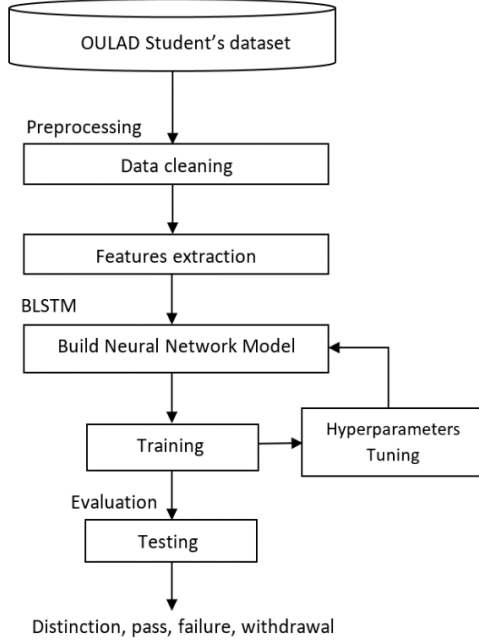 OULAD Student's dataset
Preprocessing
Data cleaning
Features extraction
BLSTM
Build Neural Network Model
Training
Hyperparameters
Tuning
Evaluation
Testing
Distinction, pass, failure, withdrawal